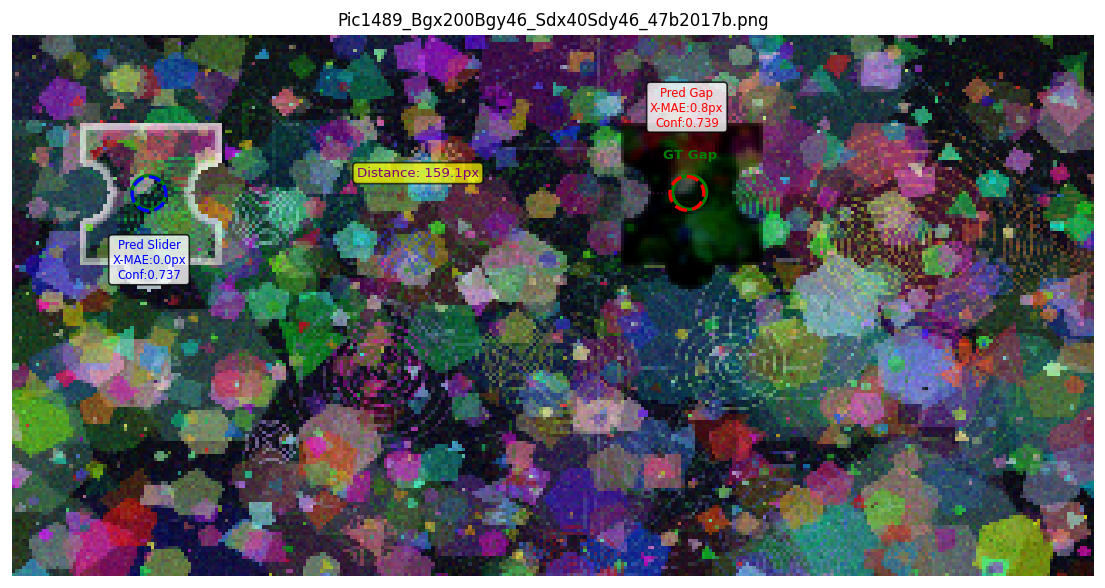 Pic1489_Bgx200Bgy46_Sdx40Sdy46_47b2017b.png
Pred Gap
X-MAE:0.8px
Conf:0.739
GT Gap
Distance: 159.1px
Pred Slider
X-MAE:0.0px
Conf:0.737